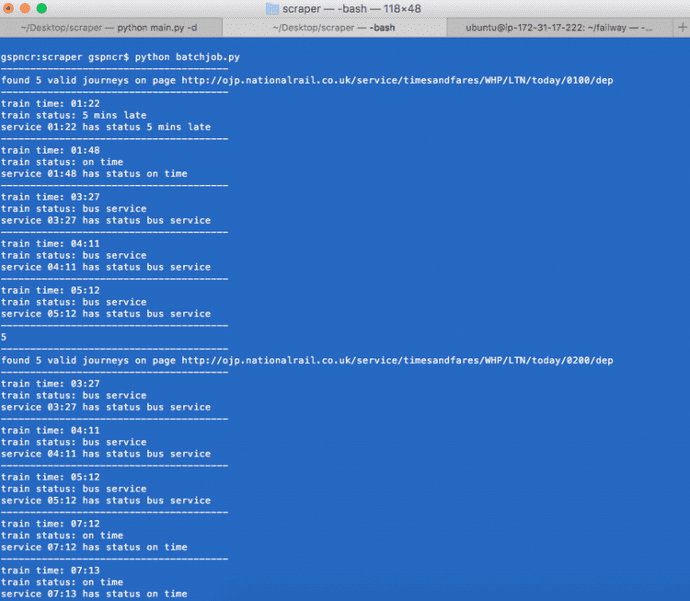 scraper — -bash — 118×48
~/Desktop/scraper — python main.py -d
~/Desktop/scraper — -bash
ubuntu@ip-172-31-17-222: ~/failway — -...
gspncr:scraper gspncr$ python batchjob.py
----------------------------------------
found 5 valid journeys on page http://ojp.nationalrail.co.uk/service/timesandfares/WHP/LTN/today/0100/dep
----------------------------------------
train time: 01:22
train status: 5 mins late
service 01:22 has status 5 mins late
----------------------------------------
train time: 01:48
train status: on time
service 01:48 has status on time
----------------------------------------
train time: 03:27
train status: bus service
service 03:27 has status bus service
----------------------------------------
train time: 04:11
train status: bus service
service 04:11 has status bus service
----------------------------------------
train time: 05:12
train status: bus service
service 05:12 has status bus service
----------------------------------------
5
----------------------------------------
found 5 valid journeys on page http://ojp.nationalrail.co.uk/service/timesandfares/WHP/LTN/today/0200/dep
----------------------------------------
train time: 03:27
train status: bus service
service 03:27 has status bus service
----------------------------------------
train time: 04:11
train status: bus service
service 04:11 has status bus service
----------------------------------------
train time: 05:12
train status: bus service
service 05:12 has status bus service
----------------------------------------
train time: 07:12
train status: on time
service 07:12 has status on time
----------------------------------------
train time: 07:13
train status: on time
service 07:13 has status on time